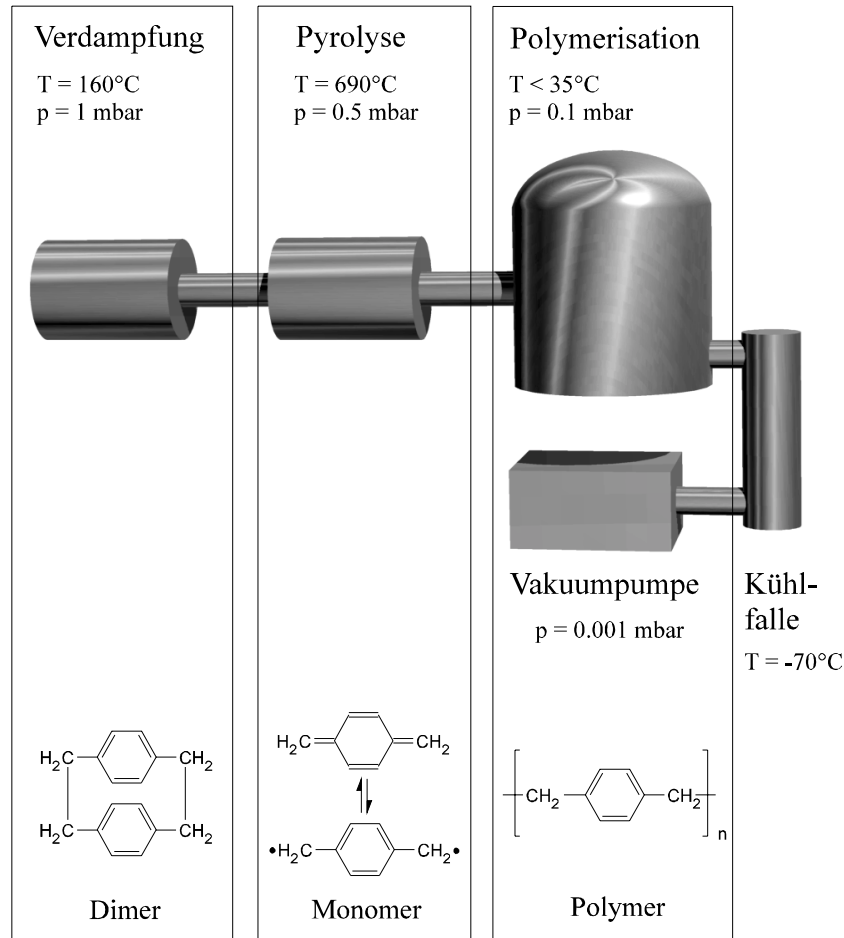 Verdampfung
T = 160°C
p = 1 mbar
Pyrolyse
T = 690°C
p = 0.5 mbar
Polymerisation
T < 35°C
p = 0.1 mbar
Vakuumpumpe
p = 0.001 mbar
Kühl-
falle
T = -70°C
H₂C CH₂
H₂C CH₂
Dimer
H₂C CH₂
•H₂C CH₂•
Monomer
CH₂ CH₂
n
Polymer